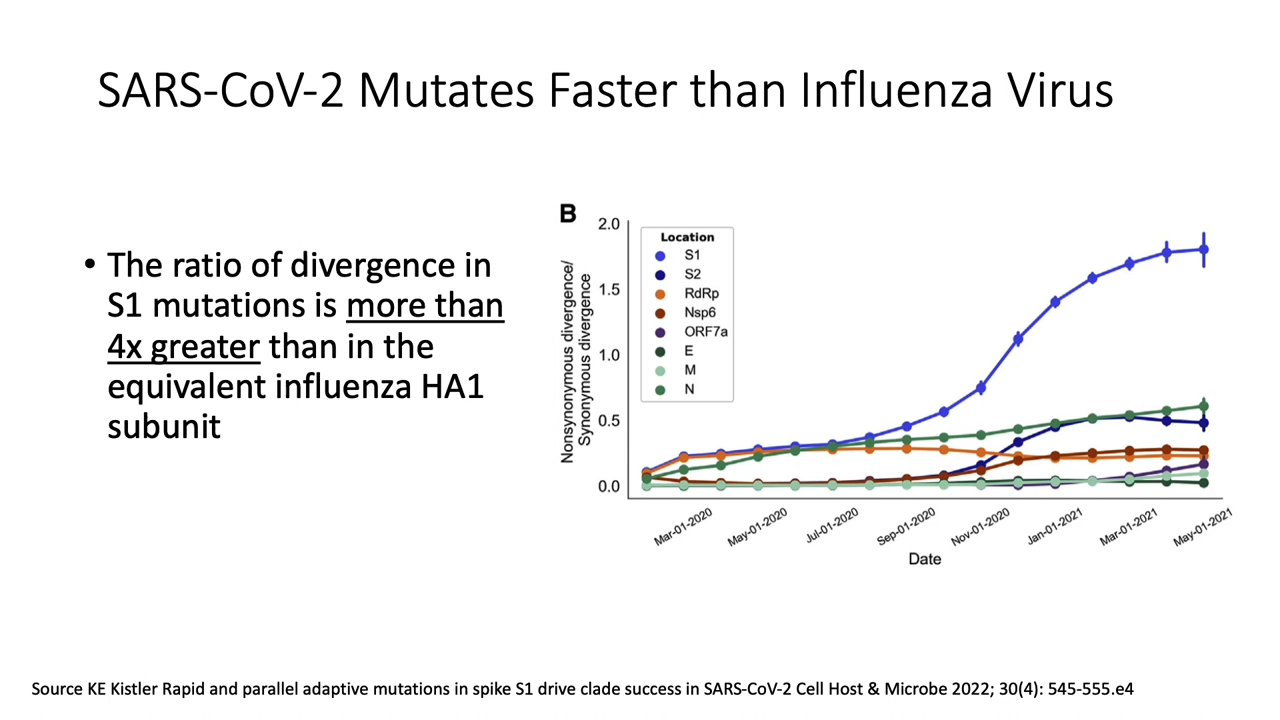 SARS-CoV-2 Mutates Faster than Influenza Virus
• The ratio of divergence in
S1 mutations is more than
4x greater than in the
equivalent influenza HA1
subunit
B
Nonsynonymous divergence/
Synonymous divergence
2.0
1.5
1.0
0.5
0.0
Location
S1
S2
RdRp
Nsp6
ORF7a
E
M
N
Mar-01-2020
May-01-2020
Jul-01-2020
Sep-01-2020
Nov-01-2020
Jan-01-2021
Mar-01-2021
May-01-2021
Date
Source KE Kistler Rapid and parallel adaptive mutations in spike S1 drive clade success in SARS-CoV-2 Cell Host & Microbe 2022; 30(4): 545-555.e4